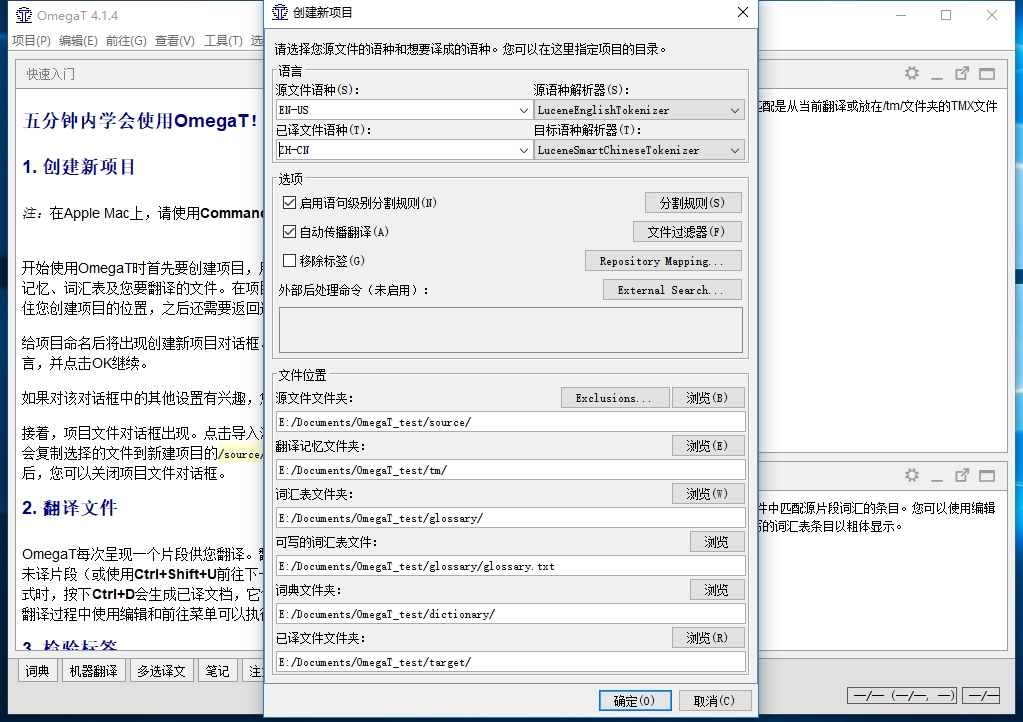 OmegaT 4.1.4
项目(P) 编辑(E) 前往(G) 查看(V) 工具(T) 选
快速入门
五分钟内学会使用OmegaT!
1. 创建新项目
注：在Apple Mac上，请使用Command
开始使用OmegaT时首先要创建项目，
记忆、词汇表及您要翻译的文件。在项
住您创建项目的位置，之后还需要返回
给项目命名后将出现创建新项目对话框
言，并点击OK继续。
如果对该对话框中的其他设置有兴趣，
接着，项目文件对话框出现。点击导入
会复制选择的文件到新建项目的/source/
后，您可以关闭项目文件对话框。
2. 翻译文件
OmegaT每次呈现一个片段供您翻译。
未译片段（或使用Ctrl+Shift+U前往下一
式时，按下Ctrl+D会生成已译文档，它
翻译过程中使用编辑和前往菜单可以执行
3. 检验标签
词典
机器翻译
多选译文
笔记
注
创建新项目
请选择您源文件的语种和想要译成的语种。您可以在这里指定项目的目录。
语言
源文件语种(S):
源语种解析器(S):
EN-US
LuceneEnglishTokenizer
已译文件语种(T):
目标语种解析器(T):
ZH-CN
LuceneSmartChineseTokenizer
选项
启用语句级别分割规则(N)
分割规则(S)
自动传播翻译(A)
文件过滤器(F)
移除标签(G)
Repository Mapping...
外部后处理命令（未启用）:
External Search...
文件位置
源文件文件夹:
Exclusions...
浏览(B)
E:/Documents/OmegaT_test/source/
翻译记忆文件夹:
浏览(E)
E:/Documents/OmegaT_test/tm/
词汇表文件夹:
浏览(W)
E:/Documents/OmegaT_test/glossary/
可写的词汇表文件:
浏览
E:/Documents/OmegaT_test/glossary/glossary.txt
词典文件夹:
浏览
E:/Documents/OmegaT_test/dictionary/
已译文件文件夹:
浏览(R)
E:/Documents/OmegaT_test/target/
确定(O)
取消(C)
匹配是从当前翻译或放在/tm/文件夹的TMX文件
件中匹配源片段词汇的条目。您可以使用编辑
的词汇表条目以粗体显示。
--/-- (--/--, --)
--/--